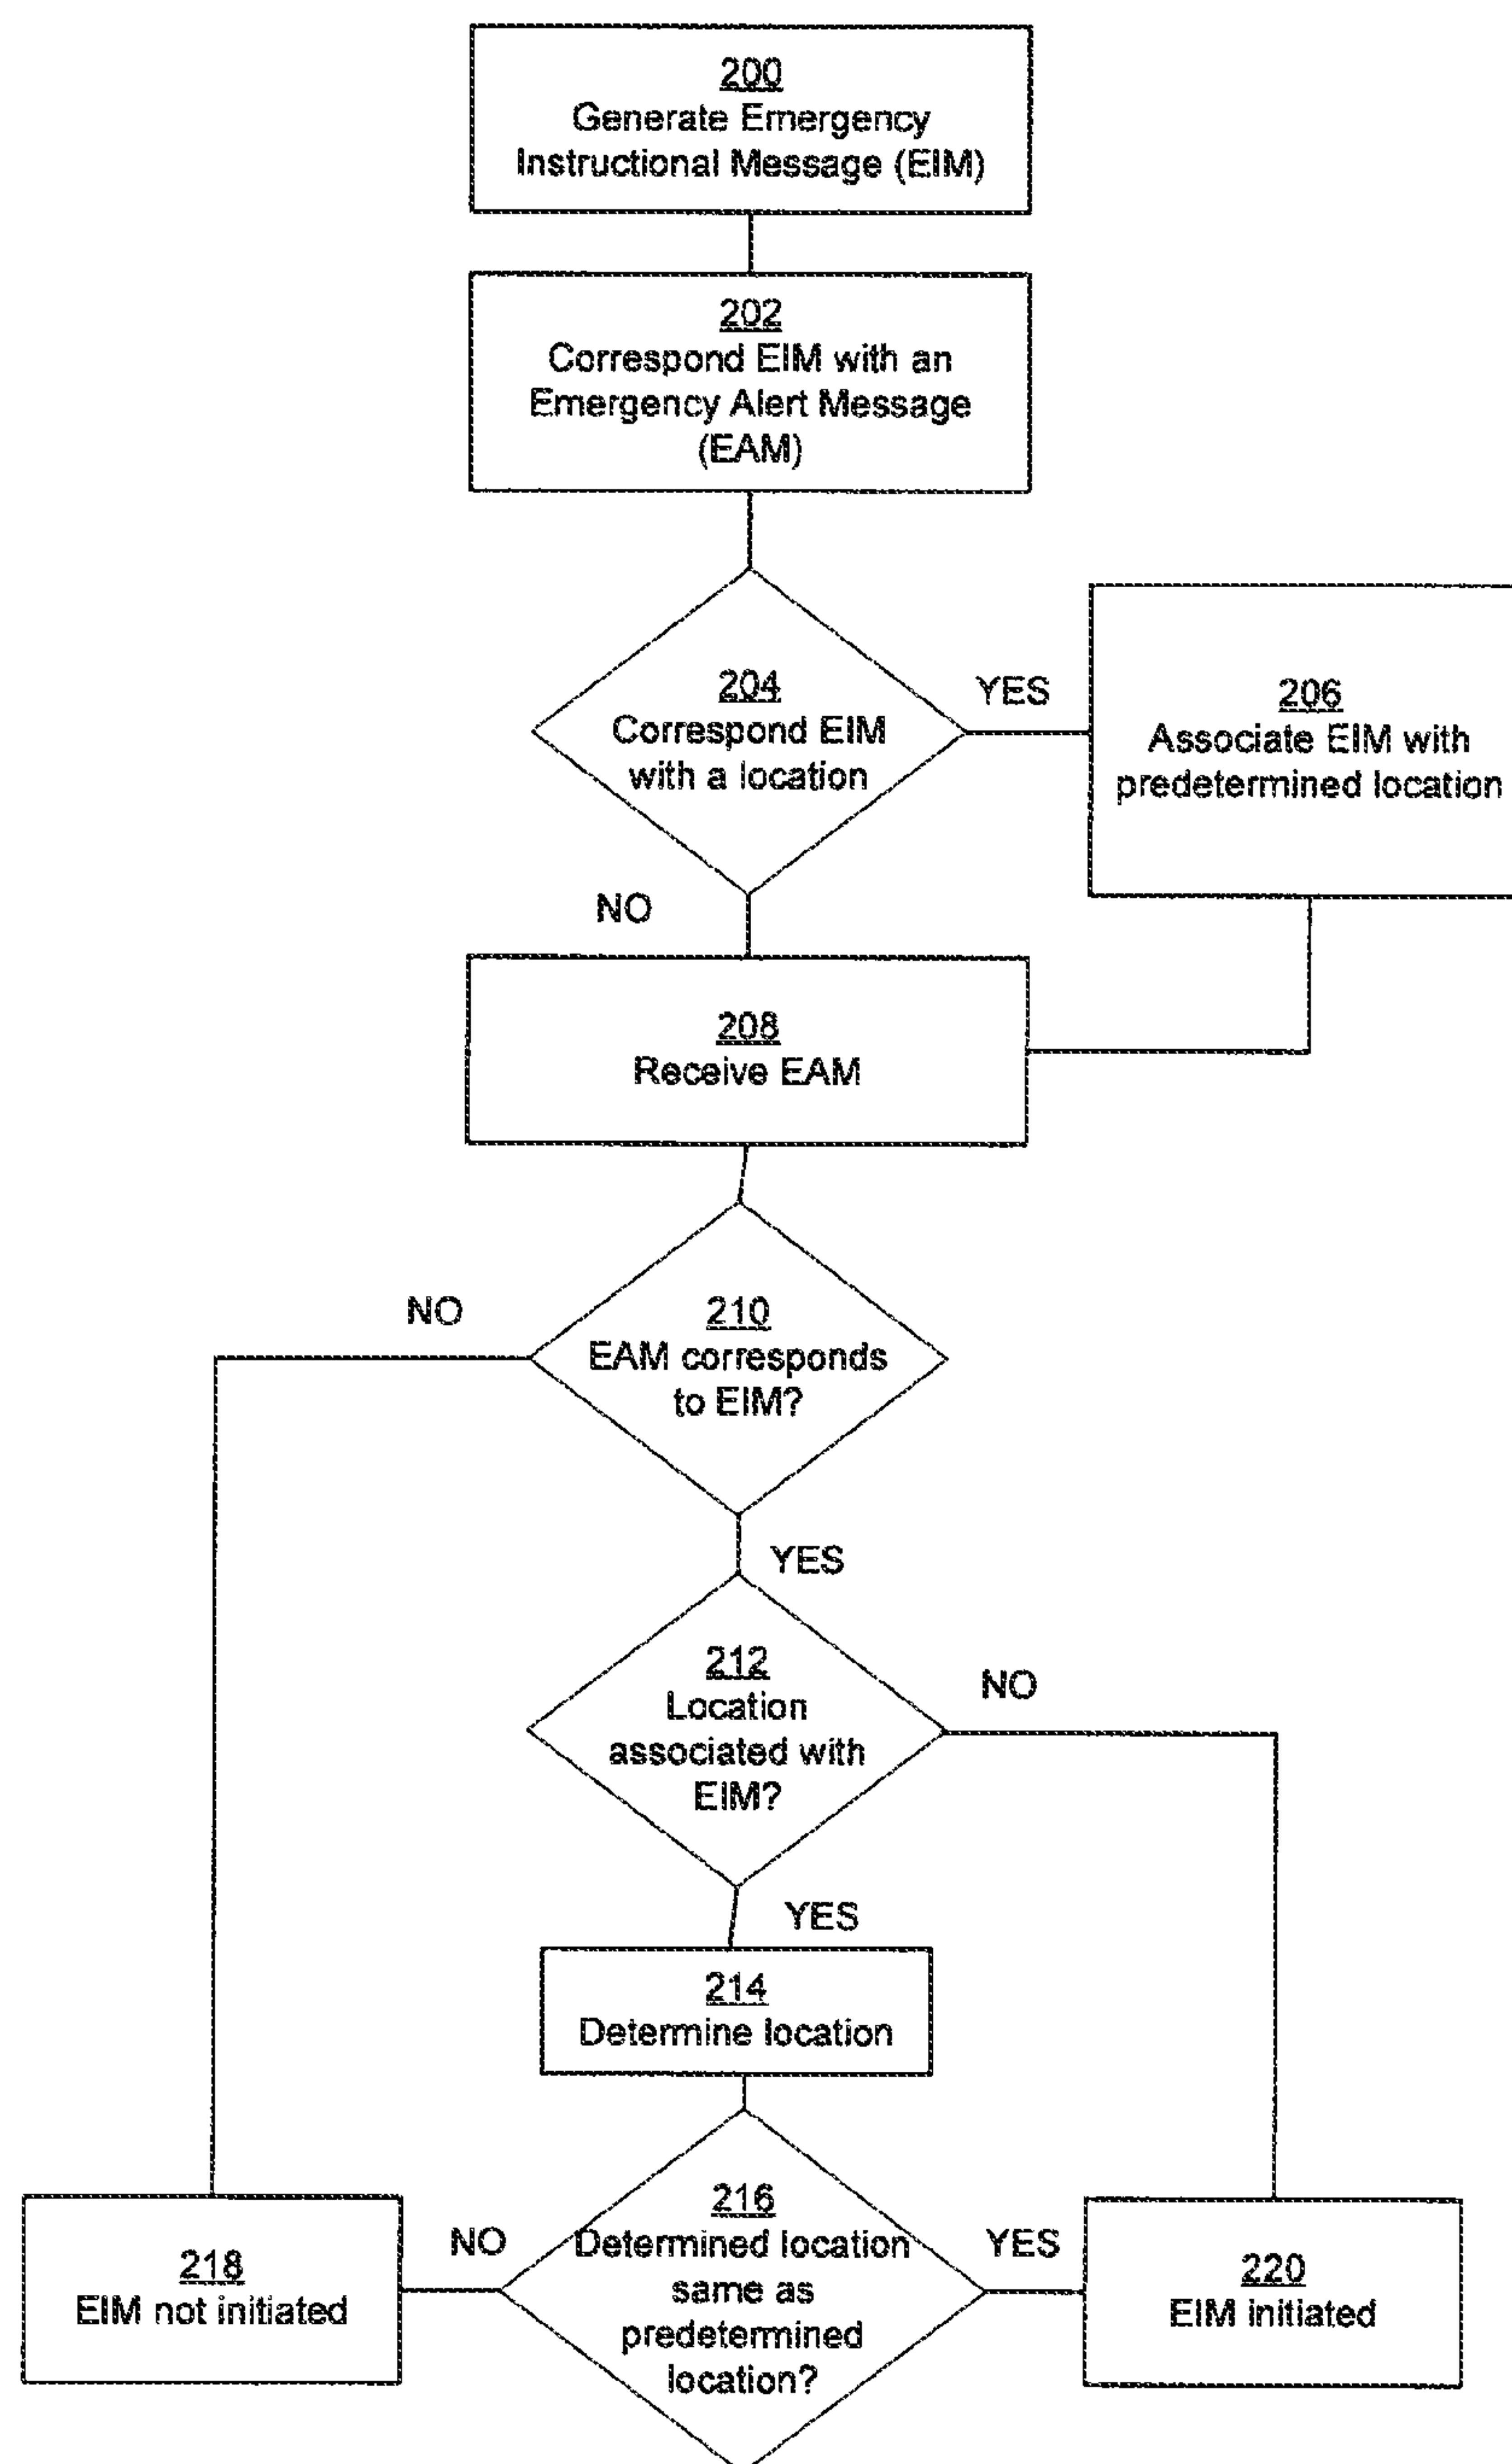 200
Generate Emergency
Instructional Message (EIM)
202
Correspond EIM with an
Emergency Alert Message
(EAM)
204
Correspond EIM
with a location
YES
206
Associate EIM with
predetermined location
NO
208
Receive EAM
NO
210
EAM corresponds
to EIM?
YES
212
Location
associated with
EIM?
NO
YES
214
Determine location
216
Determined location
same as
predetermined
location?
NO
YES
218
EIM not initiated
220
EIM initiated